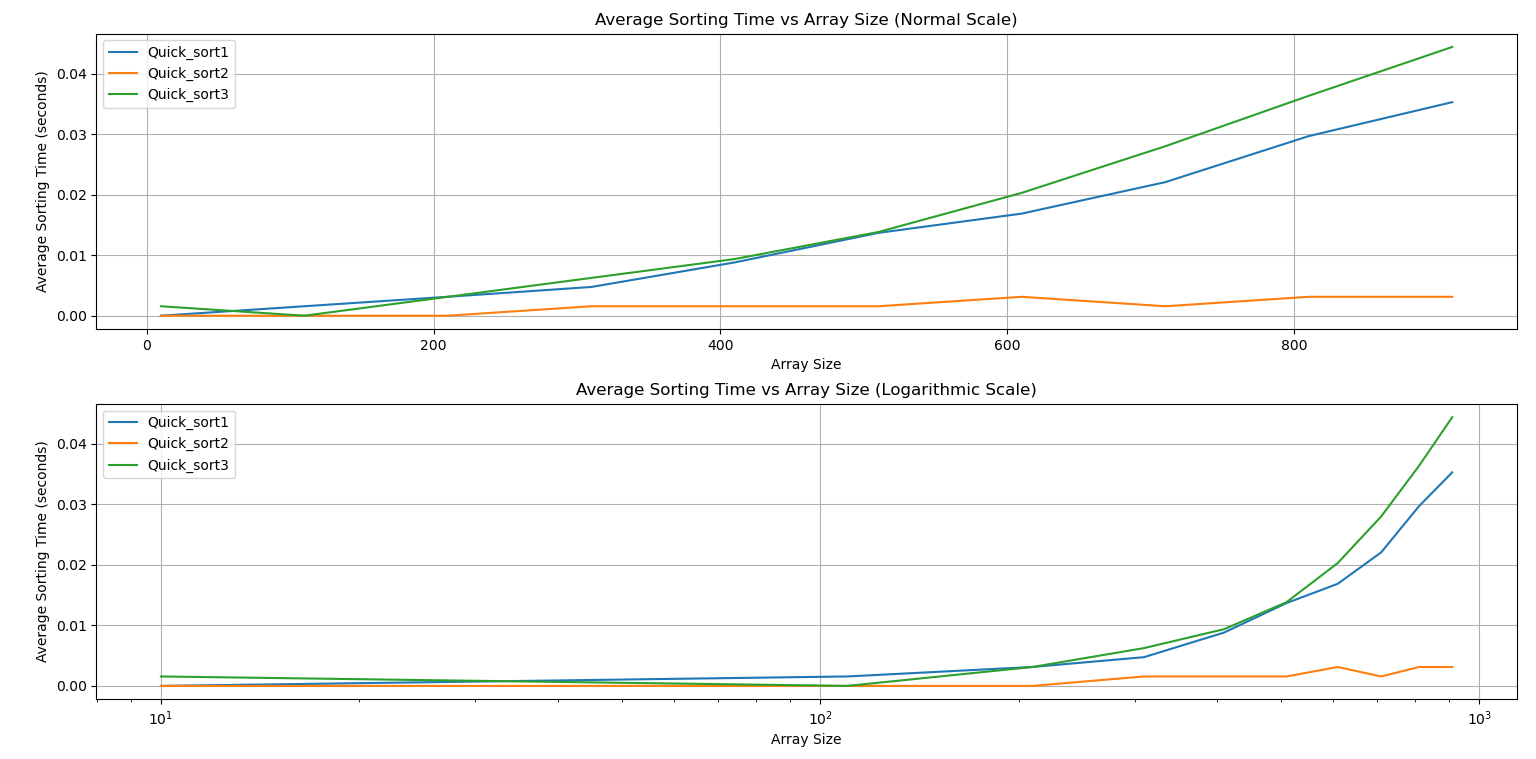 Average Sorting Time vs Array Size (Normal Scale)
Quick_sort1
Quick_sort2
Quick_sort3
Average Sorting Time (seconds)
0.04
0.03
0.02
0.01
0.00
0 200 400 600 800
Array Size
Average Sorting Time vs Array Size (Logarithmic Scale)
Quick_sort1
Quick_sort2
Quick_sort3
Average Sorting Time (seconds)
0.04
0.03
0.02
0.01
0.00
10¹ 10² 10³
Array Size